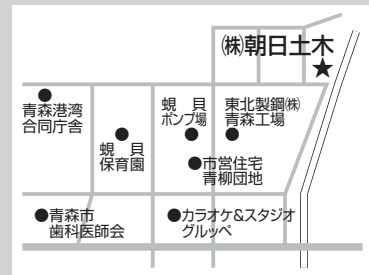 ㈱朝日土木
★
●
青森港湾
合同庁舎
●
蜆 貝
保育園
蜆 貝
ポンプ場
●
東北製鋼㈱
青森工場
●
●市営住宅
青柳団地
●青森市
歯科医師会
●カラオケ&スタジオ
グルッペ